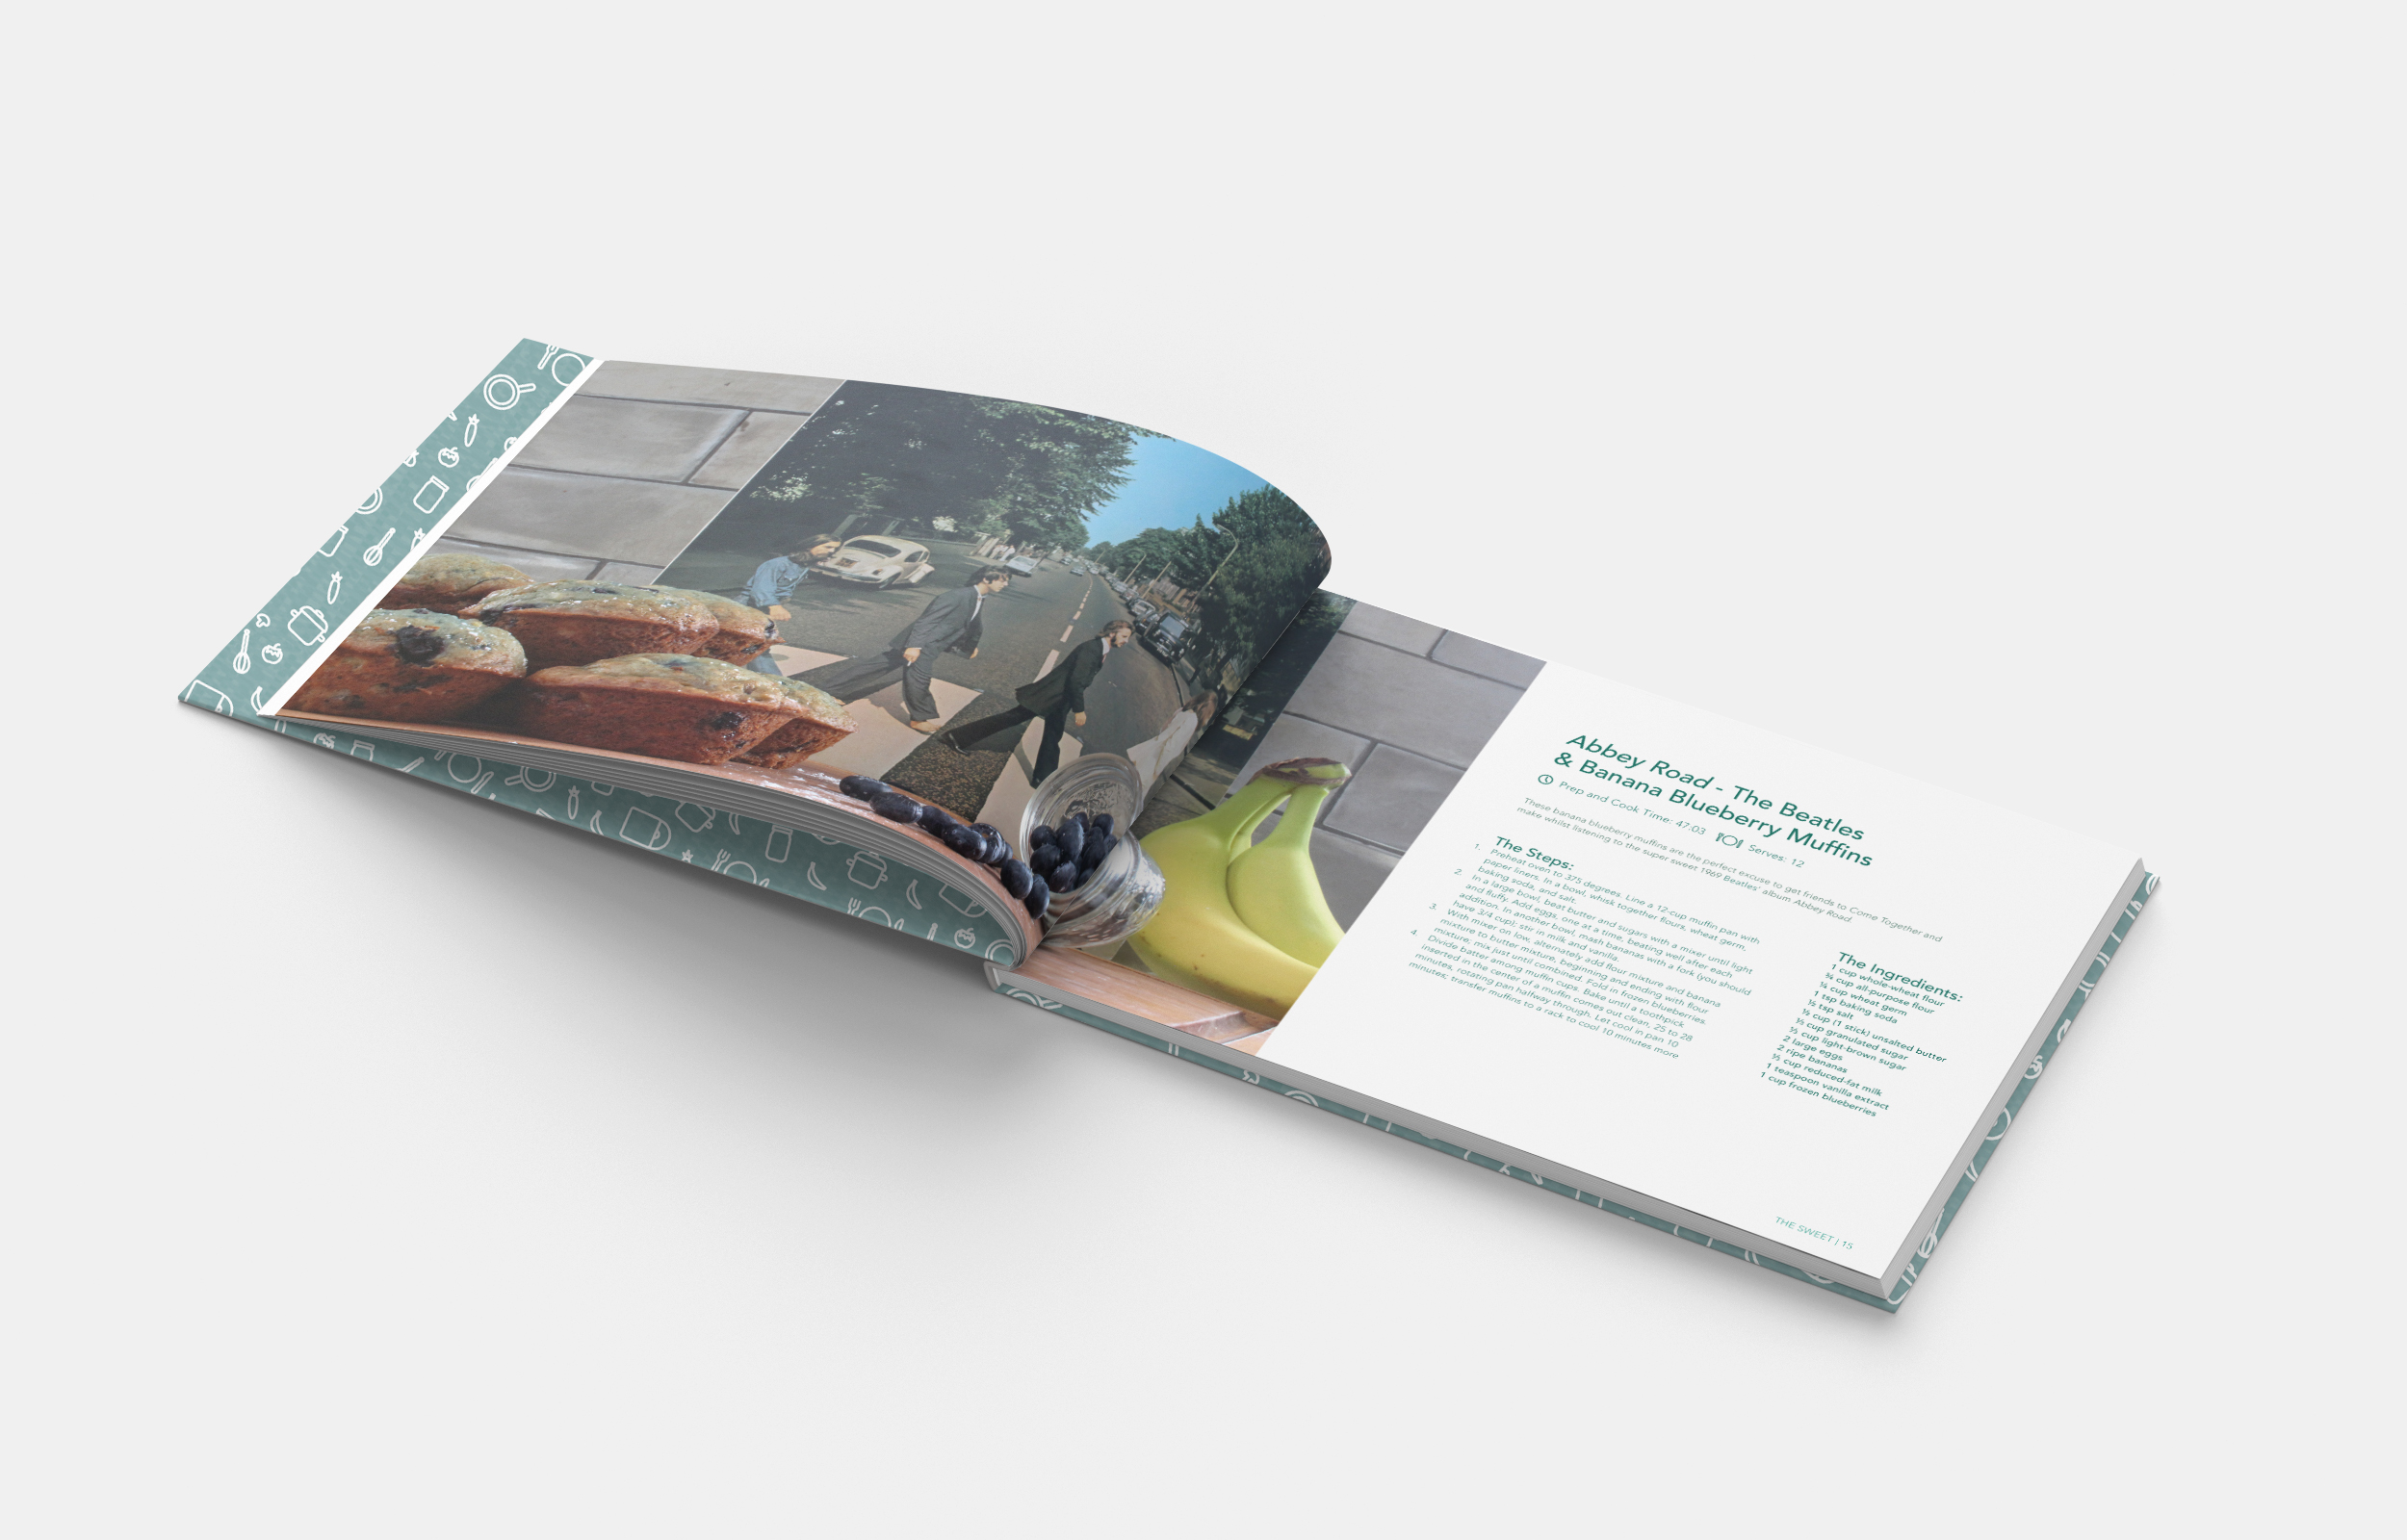 Abbey Road - The Beatles
& Banana Blueberry Muffins
Prep and Cook Time: 47:03 Serves: 12
These banana blueberry muffins are the perfect excuse to get friends to Come Together and
make whilst listening to the super sweet 1969 Beatles' album Abbey Road.
The Steps:
1. Preheat oven to 375 degrees. Line a 12-cup muffin pan with
paper liners. In a bowl, whisk together flours, wheat germ,
baking soda, and salt.
2. In a large bowl, beat butter and sugars with a mixer until light
and fluffy. Add eggs, one at a time, beating well after each
addition. In another bowl, mash bananas with a fork (you should
have 3/4 cup); stir in milk and vanilla.
3. With mixer on low, alternately add flour mixture and banana
mixture to butter mixture, beginning and ending with flour
mixture; mix just until combined. Fold in frozen blueberries.
4. Divide batter among muffin cups. Bake until a toothpick
inserted in the center of a muffin comes out clean, 25 to 28
minutes, rotating pan halfway through. Let cool in pan 10
minutes; transfer muffins to a rack to cool 10 minutes more
The Ingredients:
1 cup whole-wheat flour
¾ cup all-purpose flour
¼ cup wheat germ
1 tsp baking soda
½ tsp salt
½ cup (1 stick) unsalted butter
cup granulated sugar
cup light-brown sugar
2 large eggs
2 ripe bananas
cup reduced-fat milk
1 teaspoon vanilla extract
1 cup frozen blueberries
THE SWEET | 15